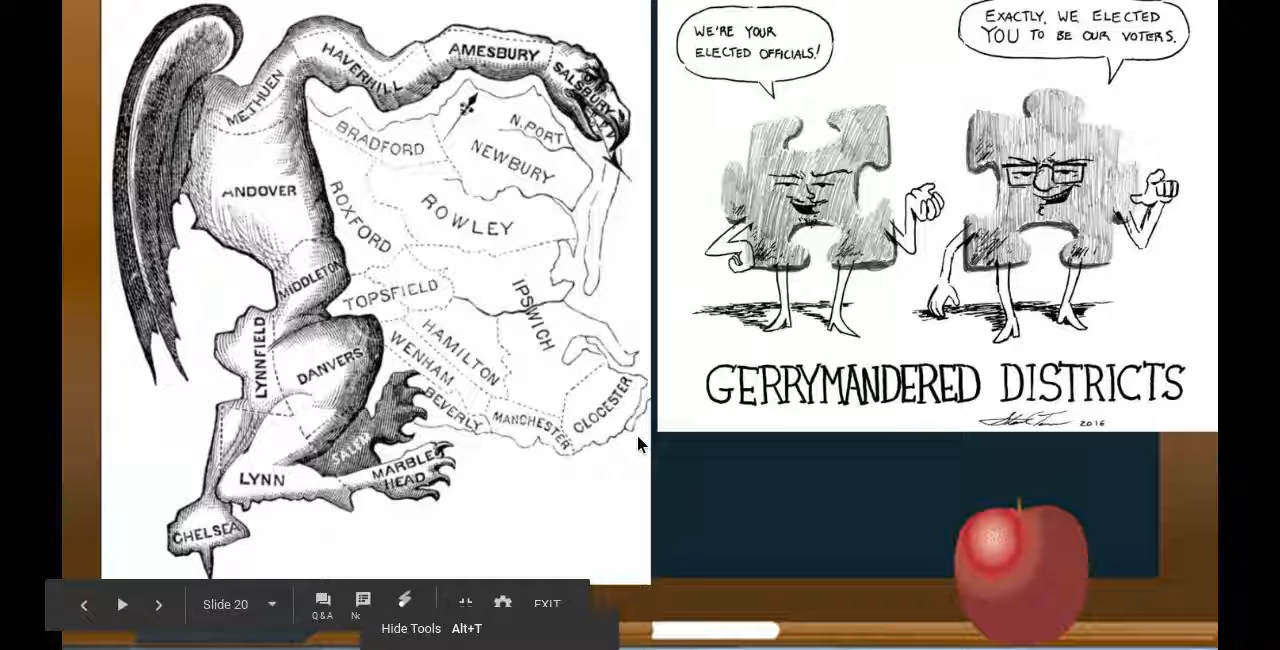 HAVERHILL
AMESBURY
SALSBURY
METHUEN
BRADFORD
N. PORT
NEWBURY
ANDOVER
ROXFORD
ROWLEY
MIDDLETON
TOPSFIELD
IPSWICH
LYNNFIELD
DANVERS
HAMILTON
WENHAM
BEVERLY
MANCHESTER
CLOCESTER
SALEM
LYNN
MARBLE
HEAD
CHELSEA
WE'RE YOUR
ELECTED OFFICIALS!
EXACTLY, WE ELECTED
YOU TO BE OUR VOTERS.
GERRYMANDERED DISTRICTS
2016
Slide 20
Q & A
EXIT
Hide Tools Alt+T